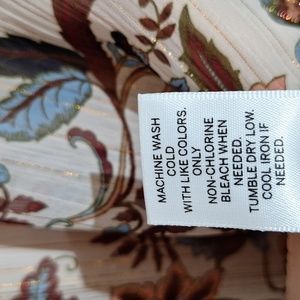 MACHINE WASH
COLD
WITH LIKE COLORS.
ONLY
NON-CHLORINE
BLEACH WHEN
NEEDED.
TUMBLE DRY LOW.
COOL IRON IF
NEEDED.